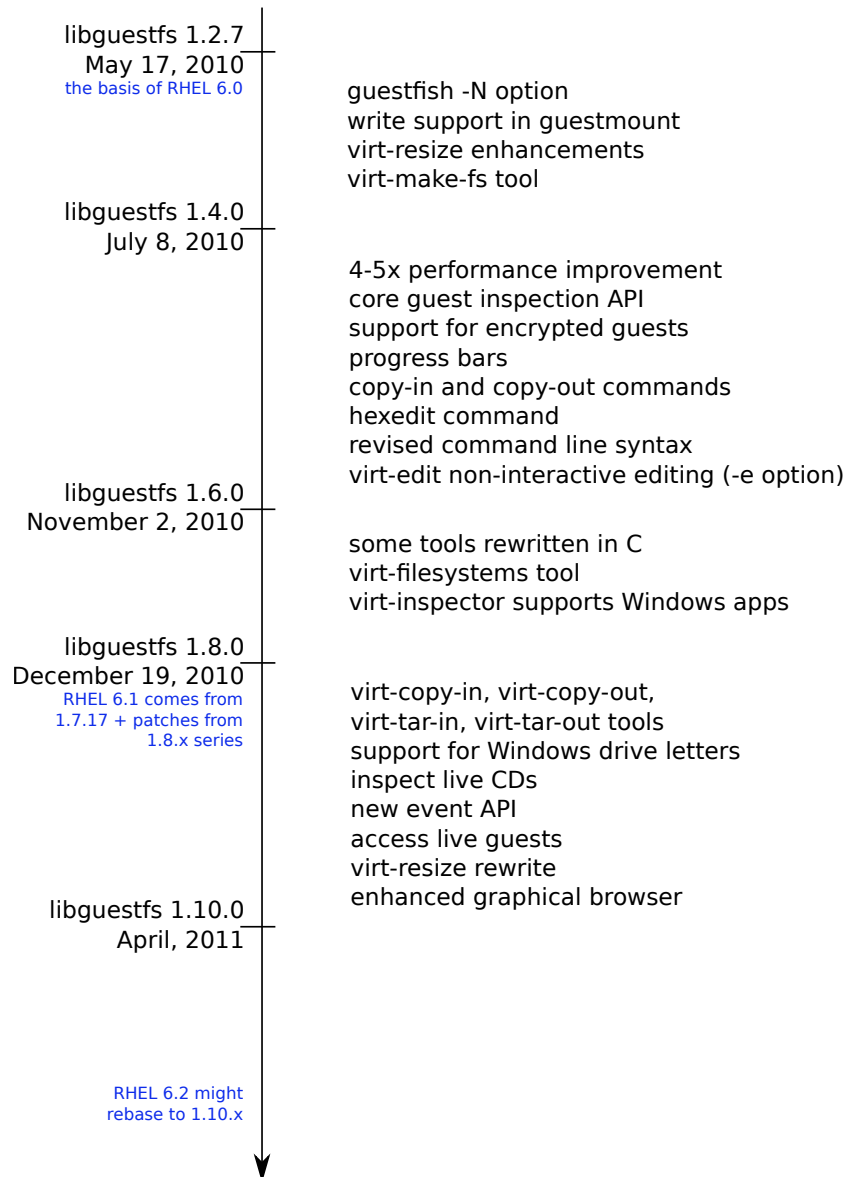 libguestfs 1.2.7
May 17, 2010
the basis of RHEL 6.0
guestfish -N option
write support in guestmount
virt-resize enhancements
virt-make-fs tool
libguestfs 1.4.0
July 8, 2010
4-5x performance improvement
core guest inspection API
support for encrypted guests
progress bars
copy-in and copy-out commands
hexedit command
revised command line syntax
virt-edit non-interactive editing (-e option)
libguestfs 1.6.0
November 2, 2010
some tools rewritten in C
virt-filesystems tool
virt-inspector supports Windows apps
libguestfs 1.8.0
December 19, 2010
RHEL 6.1 comes from
1.7.17 + patches from
1.8.x series
virt-copy-in, virt-copy-out,
virt-tar-in, virt-tar-out tools
support for Windows drive letters
inspect live CDs
new event API
access live guests
virt-resize rewrite
enhanced graphical browser
libguestfs 1.10.0
April, 2011
RHEL 6.2 might
rebase to 1.10.x